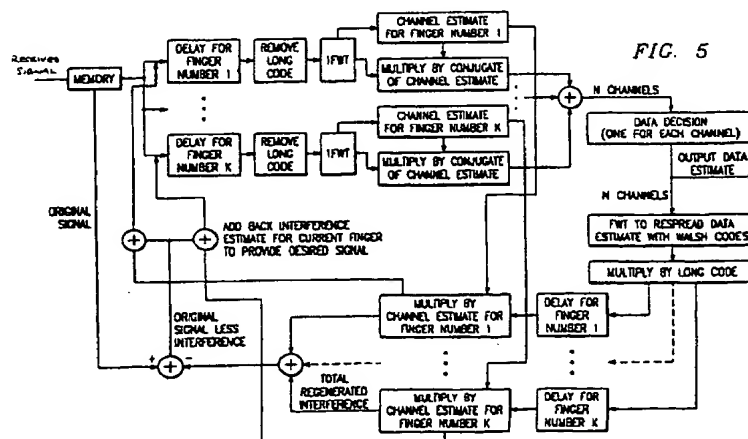 FIG. 5
RECEIVED
SIGNAL
MEMORY
DELAY FOR
FINGER
NUMBER 1
REMOVE
LONG
CODE
IFWT
CHANNEL ESTIMATE
FOR FINGER NUMBER 1
MULTIPLY BY CONJUGATE
OF CHANNEL ESTIMATE
DELAY FOR
FINGER
NUMBER K
REMOVE
LONG
CODE
IFWT
CHANNEL ESTIMATE
FOR FINGER NUMBER K
MULTIPLY BY CONJUGATE
OF CHANNEL ESTIMATE
+
N CHANNELS
DATA DECISION
(ONE FOR EACH CHANNEL)
OUTPUT DATA
ESTIMATE
N CHANNELS
FWT TO RESPREAD DATA
ESTIMATE WITH WALSH CODES
MULTIPLY BY LONG CODE
ORIGINAL
SIGNAL
+
+
ADD BACK INTERFERENCE
ESTIMATE FOR CURRENT FINGER
TO PROVIDE DESIRED SIGNAL
ORIGINAL
SIGNAL LESS
INTERFERENCE
+
+
-
+
TOTAL
REGENERATED
INTERFERENCE
MULTIPLY BY
CHANNEL ESTIMATE FOR
FINGER NUMBER 1
DELAY FOR
FINGER
NUMBER 1
MULTIPLY BY
CHANNEL ESTIMATE FOR
FINGER NUMBER K
DELAY FOR
FINGER
NUMBER K